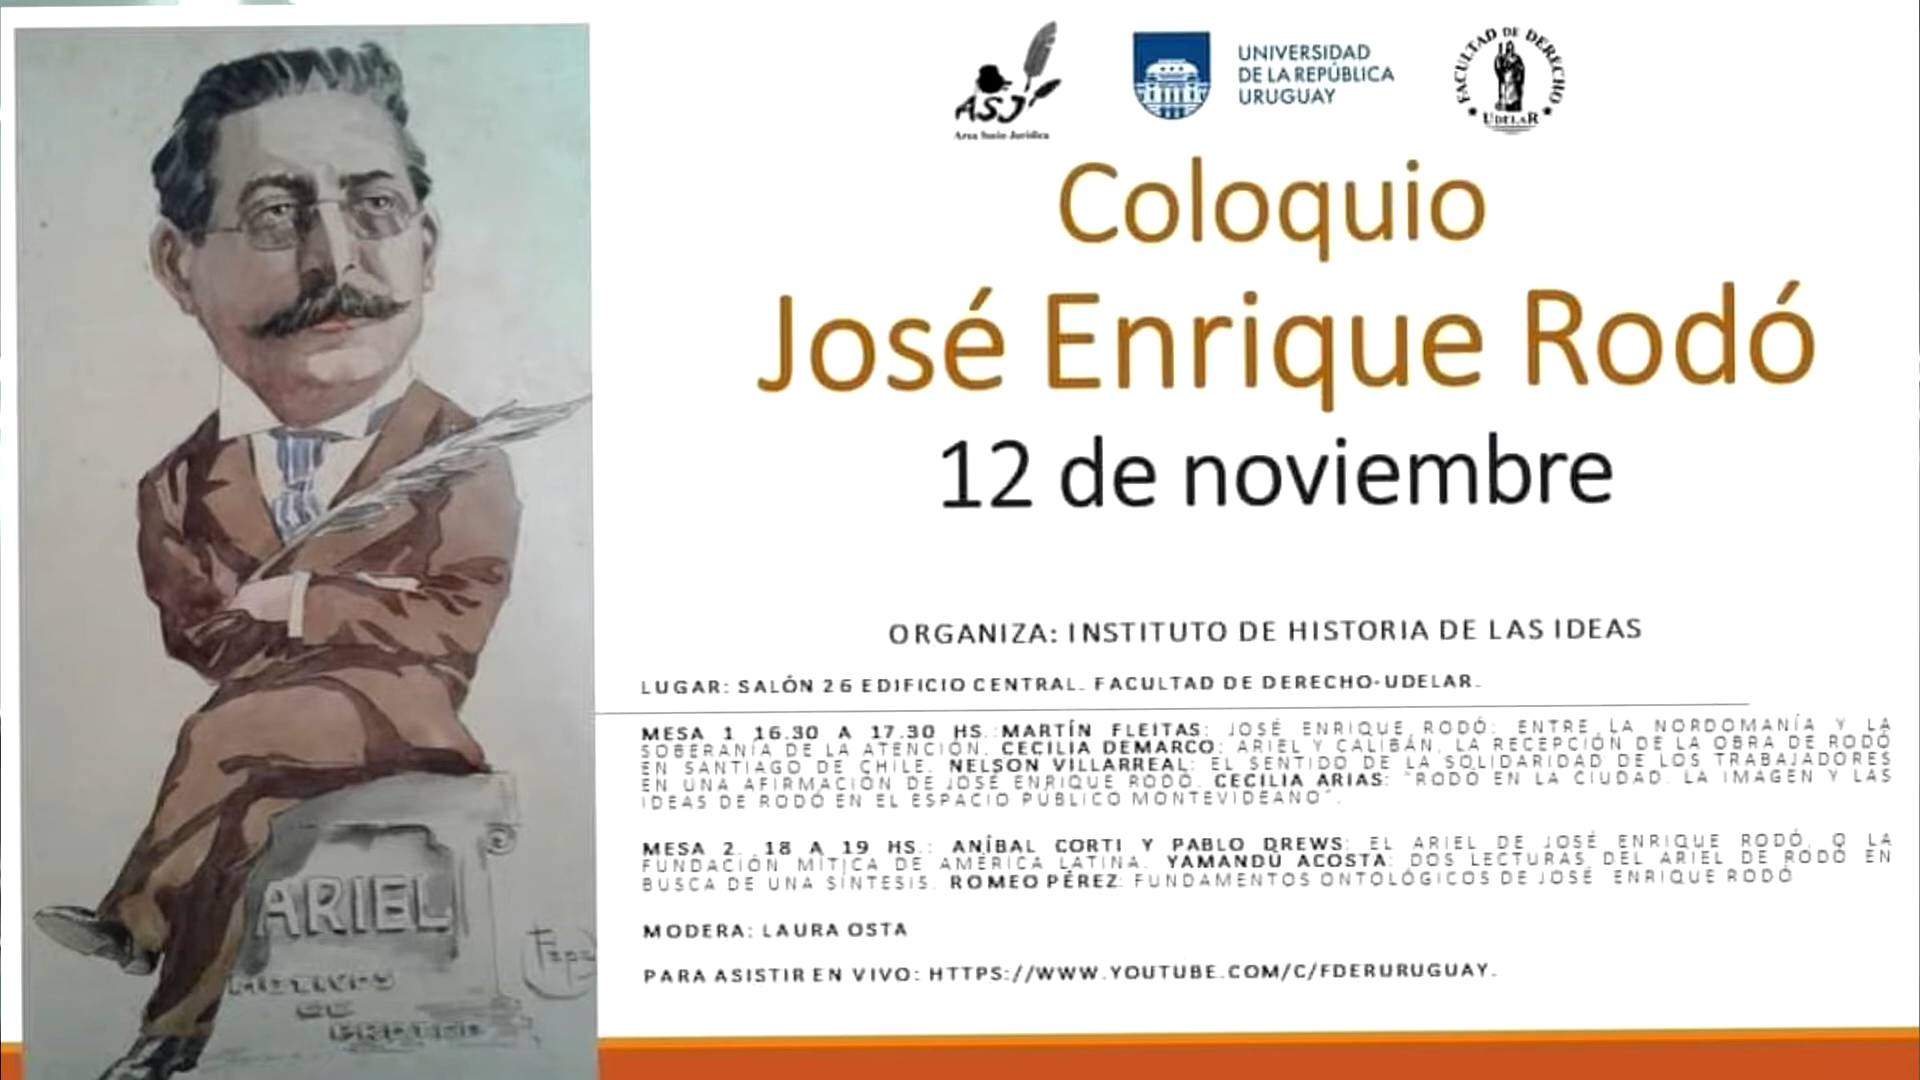 ASJ
Area Socio-Jurídica
UNIVERSIDAD
DE LA REPÚBLICA
URUGUAY
FACULTAD DE DERECHO
UDELAR
Coloquio
José Enrique Rodó
12 de noviembre
ORGANIZA: INSTITUTO DE HISTORIA DE LAS IDEAS
LUGAR: SALÓN 26 EDIFICIO CENTRAL. FACULTAD DE DERECHO-UDELAR.
MESA 1 16.30 A 17.30 HS.:MARTÍN FLEITAS: JOSÉ ENRIQUE RODÓ: ENTRE LA NORDOMANÍA Y LA
SOBERANÍA DE LA ATENCIÓN. CECILIA DEMARCO: ARIEL Y CALIBÁN. LA RECEPCIÓN DE LA OBRA DE RODÓ
EN SANTIAGO DE CHILE. NELSON VILLARREAL: EL SENTIDO DE LA SOLIDARIDAD DE LOS TRABAJADORES
EN UNA AFIRMACIÓN DE JOSÉ ENRIQUE RODÓ. CECILIA ARIAS: "RODÓ EN LA CIUDAD. LA IMAGEN Y LAS
IDEAS DE RODÓ EN EL ESPACIO PÚBLICO MONTEVIDEANO".
MESA 2. 18 A 19 HS.: ANÍBAL CORTI Y PABLO DREWS: EL ARIEL DE JOSÉ ENRIQUE RODÓ, O LA
FUNDACIÓN MÍTICA DE AMÉRICA LATINA. YAMANDÚ ACOSTA: DOS LECTURAS DEL ARIEL DE RODÓ EN
BUSCA DE UNA SÍNTESIS. ROMEO PÉREZ: FUNDAMENTOS ONTOLÓGICOS DE JOSÉ ENRIQUE RODÓ
MODERA: LAURA OSTA
PARA ASISTIR EN VIVO: HTTPS://WWW.YOUTUBE.COM/C/FDERURUGUAY.
ARIEL